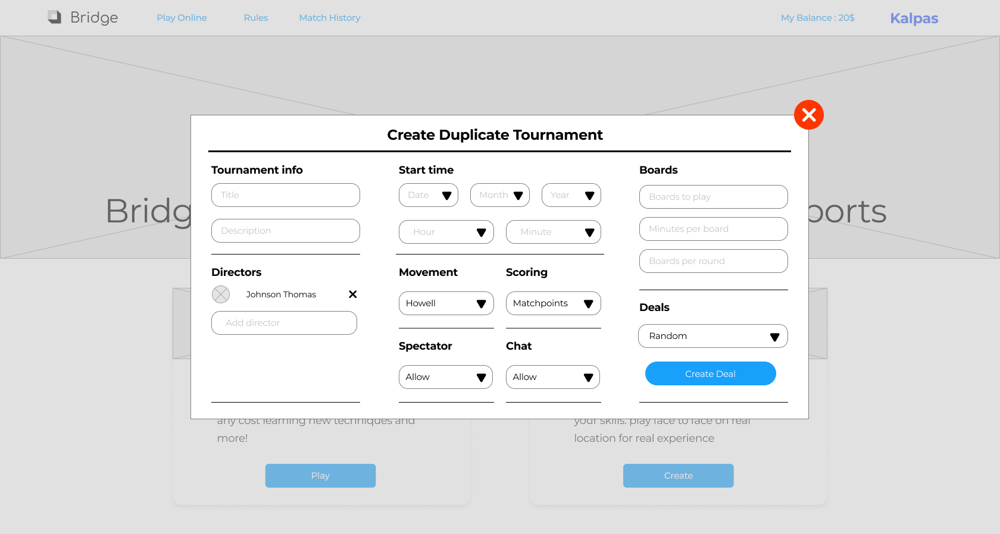 Bridge
Play Online
Rules
Match History
My Balance : 20$
Kalpas
Create Duplicate Tournament
Tournament info
Title
Description
Directors
Johnson Thomas
Add director
Start time
Date
Month
Year
Hour
Minute
Movement
Howell
Scoring
Matchpoints
Spectator
Allow
Chat
Allow
Boards
Boards to play
Minutes per board
Boards per round
Deals
Random
Create Deal
any cost learning new techniques and
more!
Play
your skills. play face to face on real
location for real experience
Create